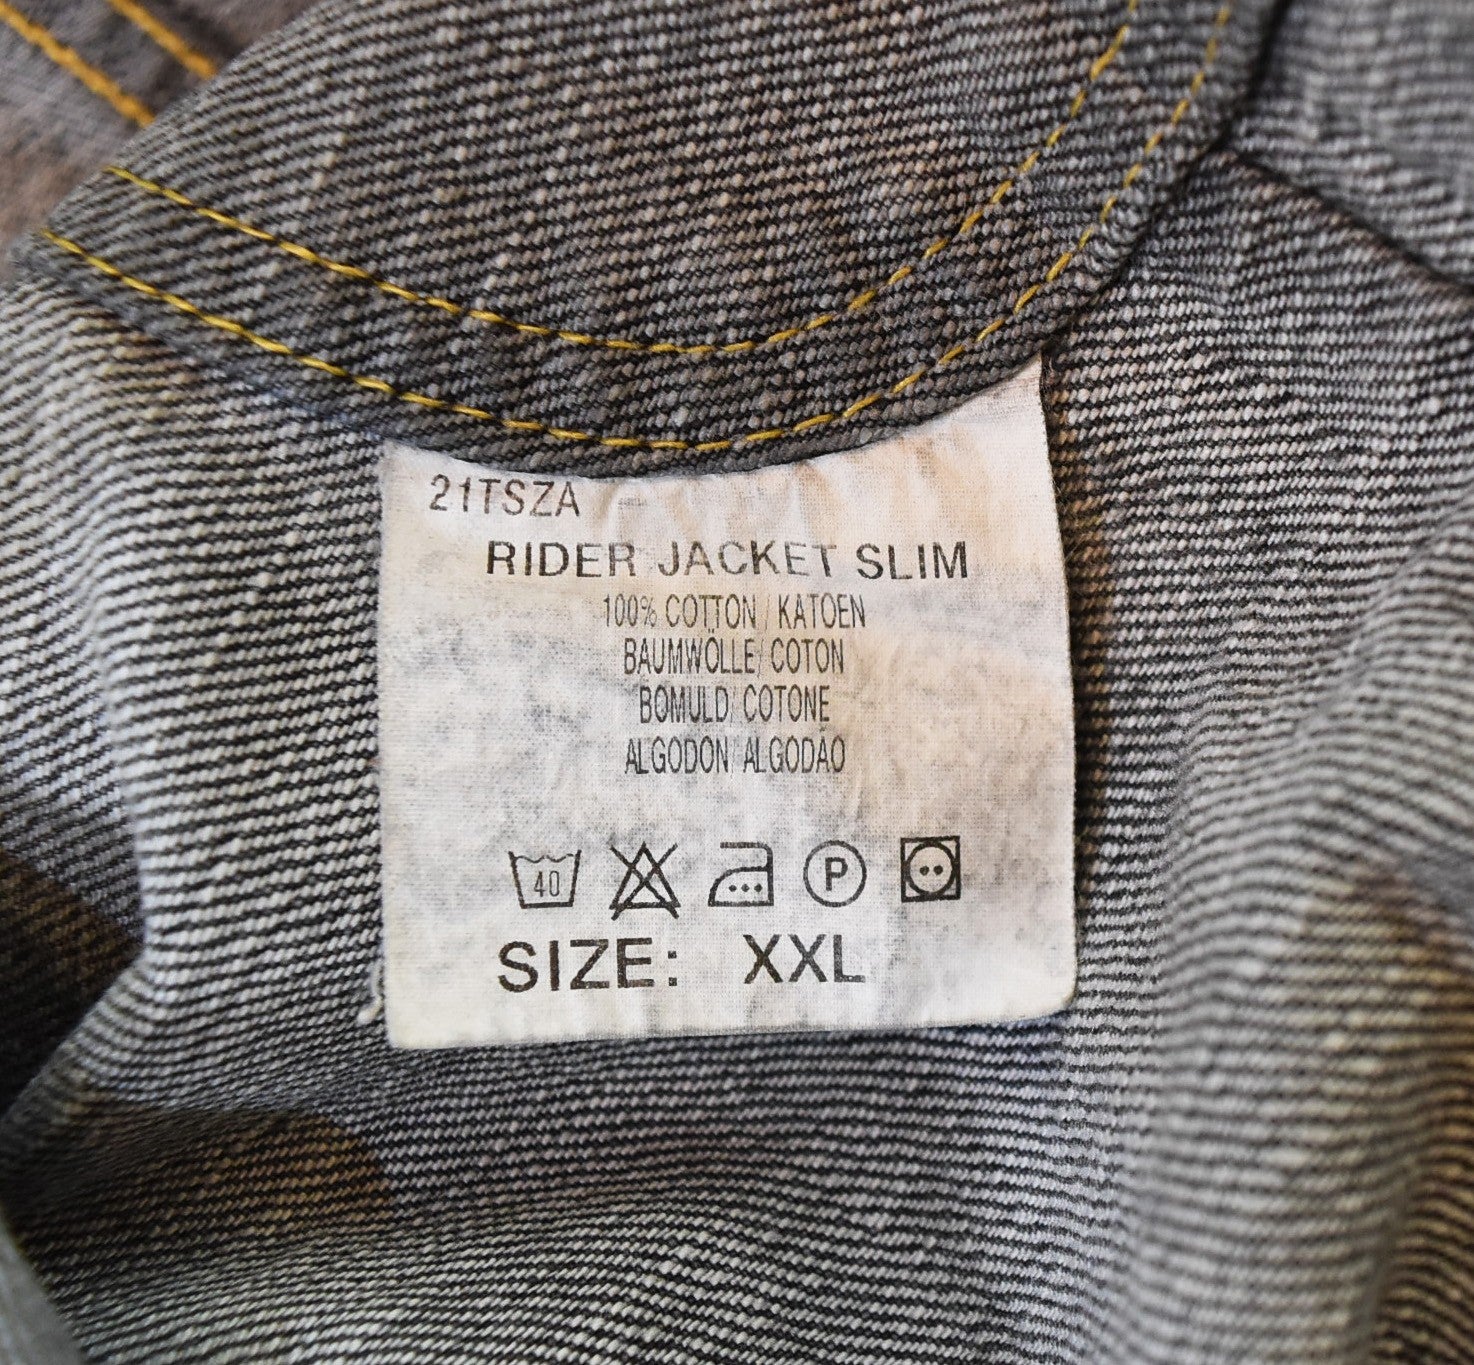 21TSZA
RIDER JACKET SLIM
100% COTTON/KATOEN
BAUMWÖLLE/COTON
BOMULD/COTONE
ALGODON/ALGODÃO
40 P
SIZE: XXL